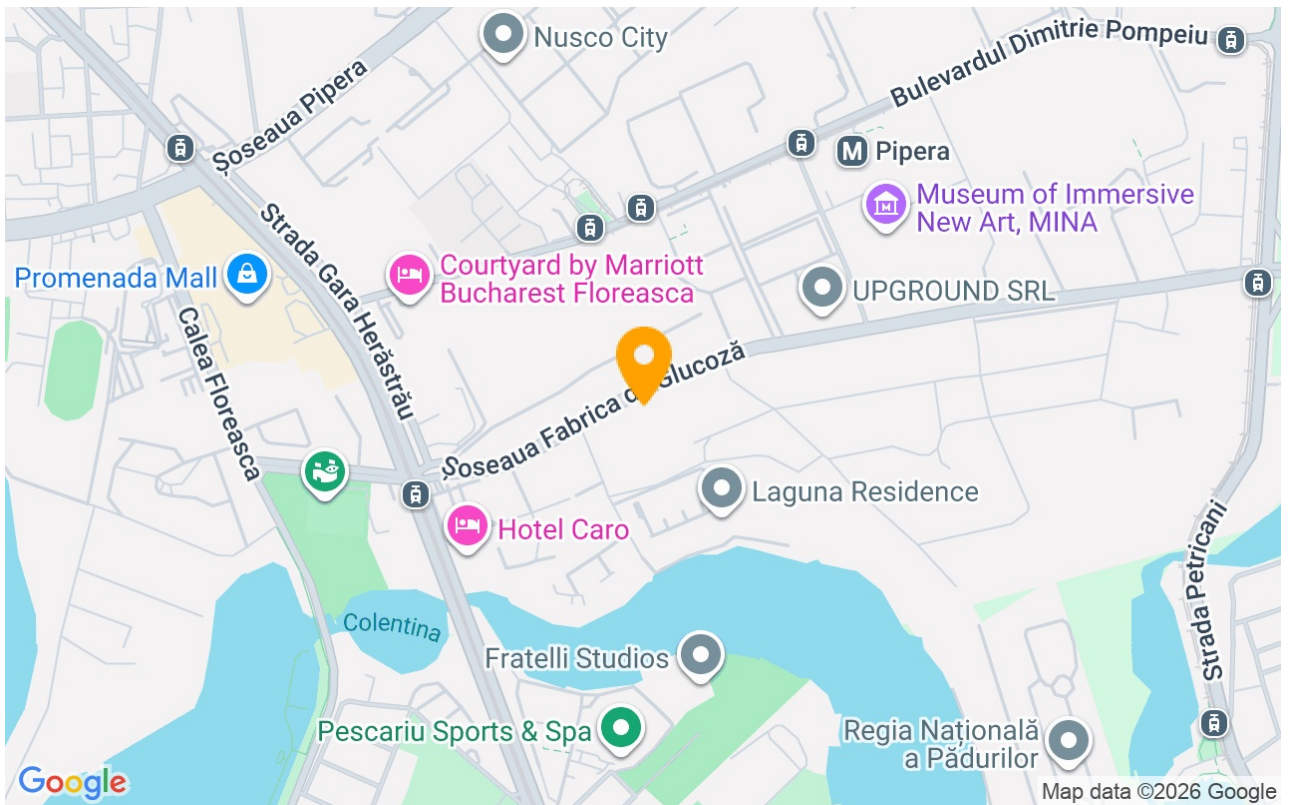 Nusco City
Bulevardul Dimitrie Pompeiu
Șoseaua Pipera
M Pipera
Museum of Immersive
New Art, MINA
Strada Gara Herăstrău
Promenada Mall
Courtyard by Marriott
Bucharest Floreasca
UPGROUND SRL
Calea Floreasca
Șoseaua Fabrica d Glucoză
Laguna Residence
Hotel Caro
Strada Petricani
Colentina
Fratelli Studios
Pescariu Sports & Spa
Regia Națională
a Pădurilor
Google
Map data ©2026 Google